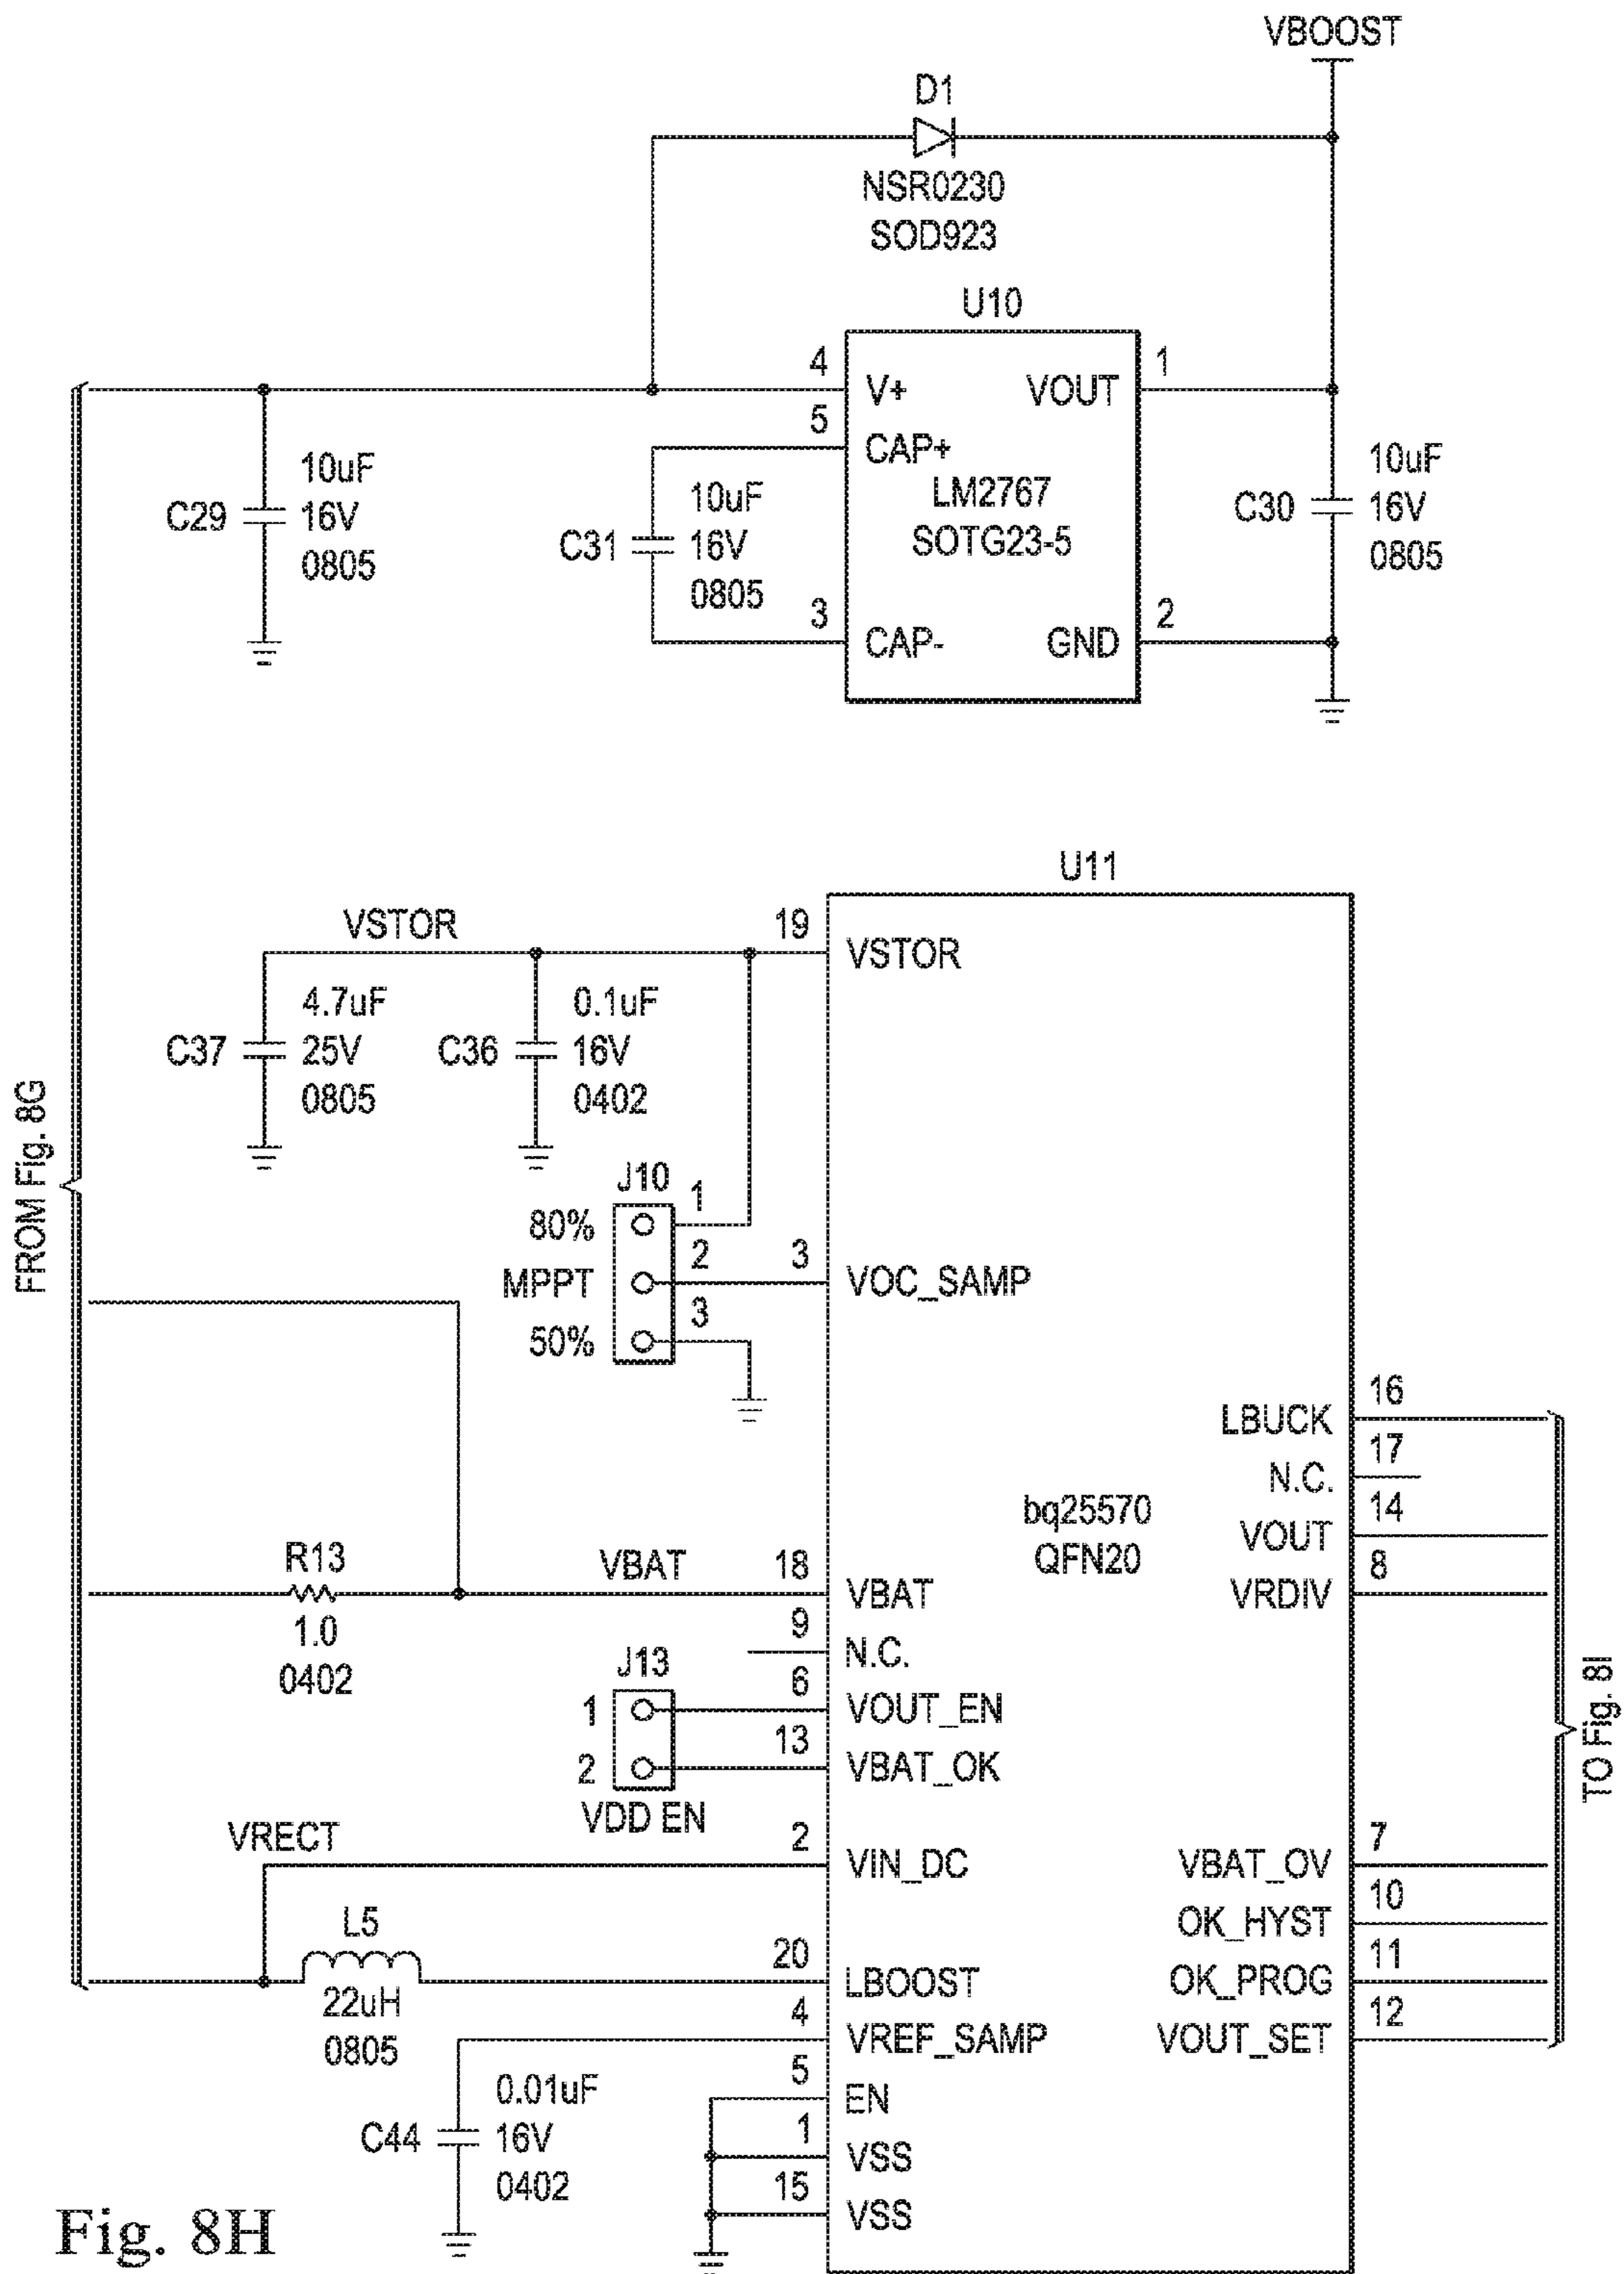 VBOOST
D1
NSR0230
SOD923
U10
4
V+
VOUT
1
5
CAP+
10uF
C29
16V
0805
10uF
C31
16V
0805
LM2767
SOTG23-5
10uF
C30
16V
0805
3
CAP-
GND
2
U11
VSTOR
19
VSTOR
4.7uF
C37
25V
0805
0.1uF
C36
16V
0402
FROM Fig. 8G
J10
80%
1
MPPT
2
3
VOC_SAMP
50%
3
LBUCK
16
N.C.
17
bq25570
QFN20
VOUT
14
VRDIV
8
R13
1.0
0402
VBAT
18
VBAT
9
N.C.
J13
1
6
VOUT_EN
2
13
VBAT_OK
VDD EN
TO Fig. 8I
VRECT
2
VIN_DC
VBAT_OV
7
OK_HYST
10
L5
22uH
0805
20
LBOOST
OK_PROG
11
4
VREF_SAMP
VOUT_SET
12
5
EN
0.01uF
C44
16V
0402
1
VSS
15
VSS
Fig. 8H